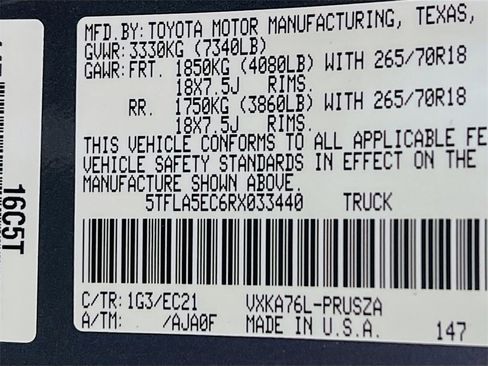 MFD.BY:TOYOTA MOTOR MANUFACTURING, TEXAS,
GVWR:3330KG (7340LB)
GAWR:FRT. 1850KG (4080LB) WITH 265/70R18
18X7.5J RIMS.
RR. 1750KG (3860LB) WITH 265/70R18
18X7.5J RIMS.
THIS VEHICLE CONFORMS TO ALL APPLICABLE FE
VEHICLE SAFETY STANDARDS IN EFFECT ON THE
MANUFACTURE SHOWN ABOVE.
5TFLA5EC6RX033440 TRUCK
C/TR:1G3/EC21 VXKA76L-PRUSZA
A/TM: /AJA0F MADE IN U.S.A. 147
16C5T